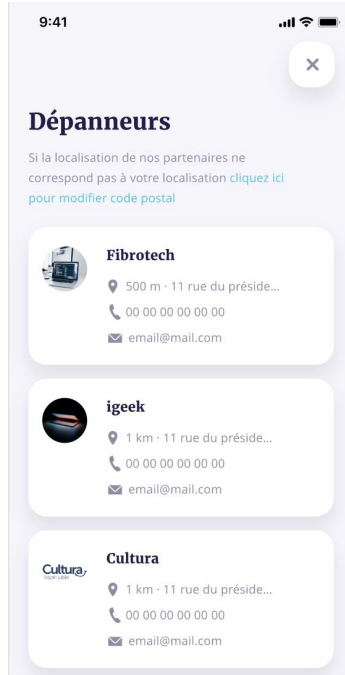 9:41
Dépanneurs
Si la localisation de nos partenaires ne
correspond pas à votre localisation cliquez ici
pour modifier code postal
Fibrotech
500 m · 11 rue du préside...
00 00 00 00 00 00
email@mail.com
igeek
1 km · 11 rue du préside...
00 00 00 00 00 00
email@mail.com
Cultura
Cultura
1 km · 11 rue du préside...
00 00 00 00 00 00
email@mail.com